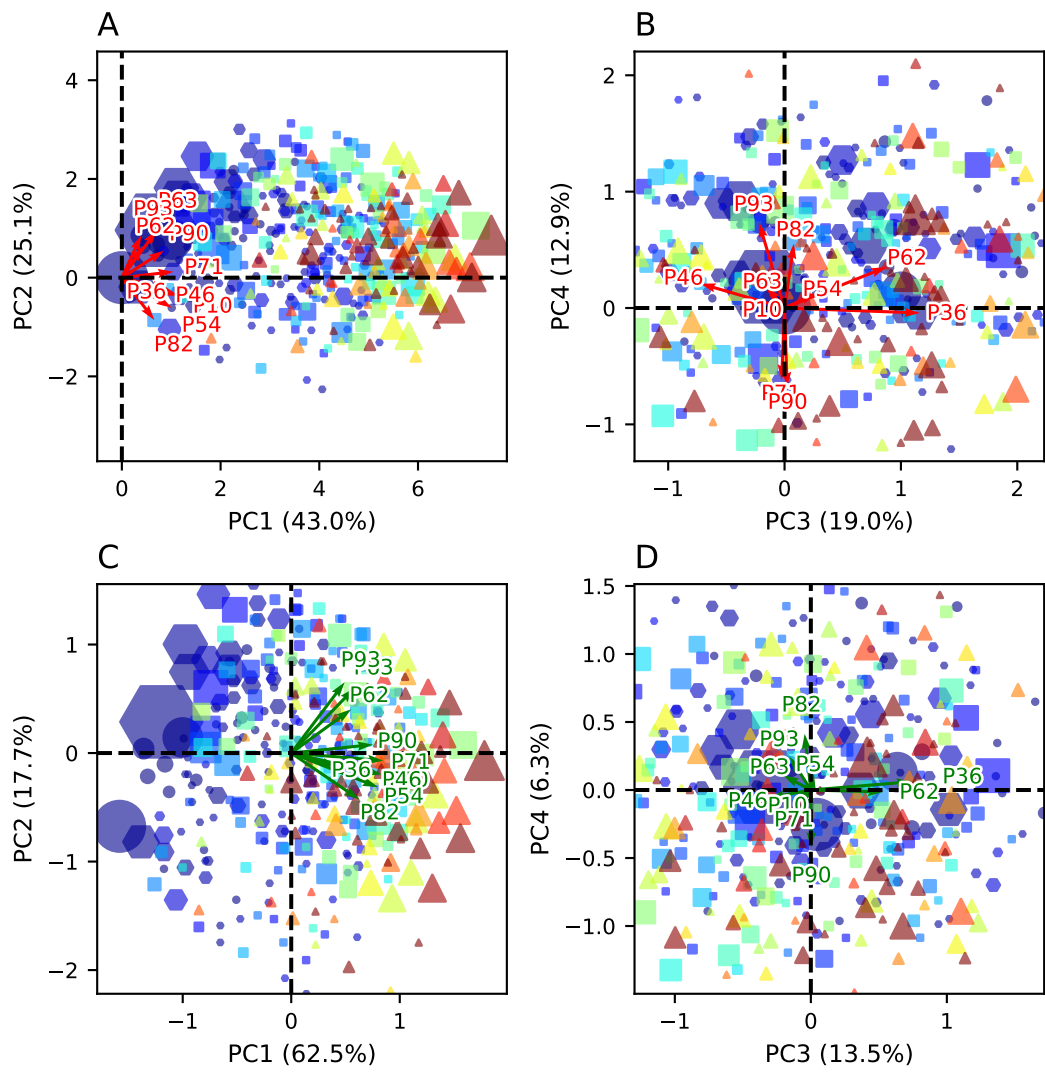 A
PC2 (25.1%)
4
2
0
−2
P93
P63
P62
P90
P71
P36
P46
P10
P54
P82
0
2
4
6
PC1 (43.0%)
B
PC4 (12.9%)
2
1
0
−1
P93
P82
P62
P46
P63
P54
P10
P36
P71
P90
−1
0
1
2
PC3 (19.0%)
C
PC2 (17.7%)
1
0
−1
−2
P93
P63
P62
P90
P71
P36
P46
P54
P82
−1
0
1
PC1 (62.5%)
D
PC4 (6.3%)
1.5
1.0
0.5
0.0
−0.5
−1.0
P82
P93
P54
P63
P36
P62
P46
P10
P71
P90
−1
0
1
PC3 (13.5%)